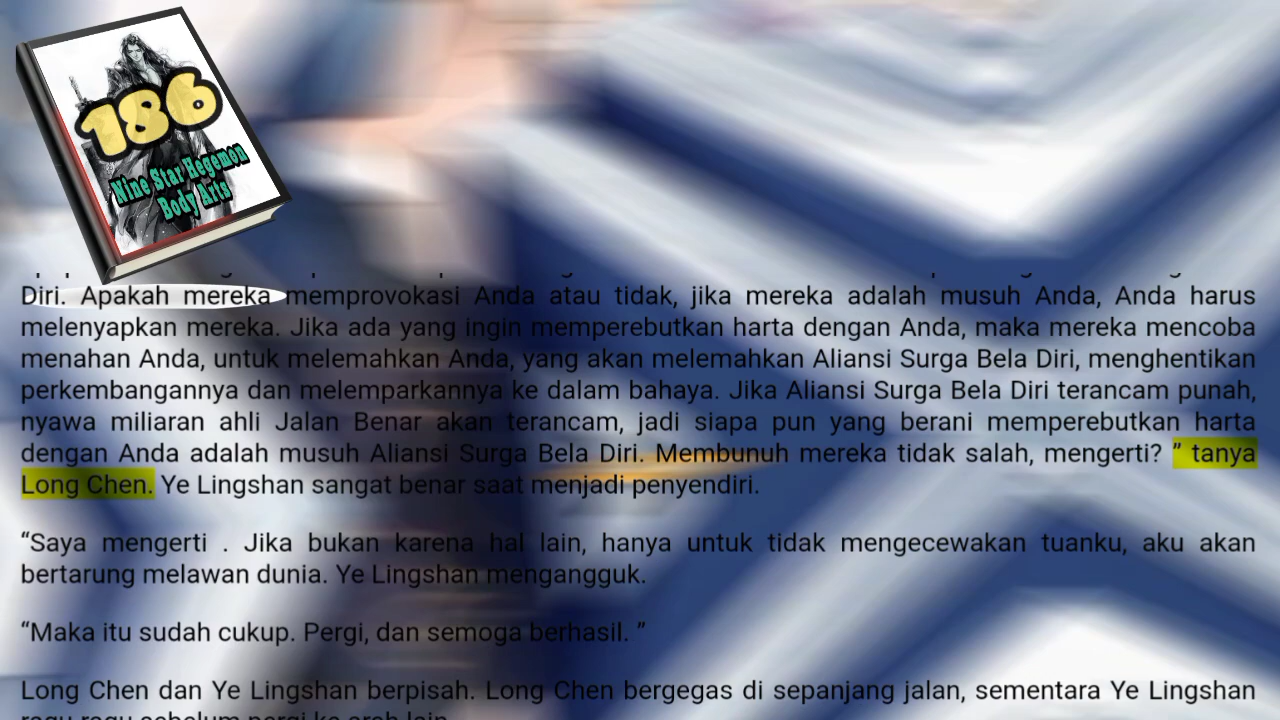 186
Nine Star Hegemon
Body Arts
Diri. Apakah mereka memprovokasi Anda atau tidak, jika mereka adalah musuh Anda, Anda harus
melenyapkan mereka. Jika ada yang ingin memperebutkan harta dengan Anda, maka mereka mencoba
menahan Anda, untuk melemahkan Anda, yang akan melemahkan Aliansi Surga Bela Diri, menghentikan
perkembangannya dan melemparkannya ke dalam bahaya. Jika Aliansi Surga Bela Diri terancam punah,
nyawa miliaran ahli Jalan Benar akan terancam, jadi siapa pun yang berani memperebutkan harta
dengan Anda adalah musuh Aliansi Surga Bela Diri. Membunuh mereka tidak salah, mengerti? ” tanya
Long Chen. Ye Lingshan sangat benar saat menjadi penyendiri.
“Saya mengerti . Jika bukan karena hal lain, hanya untuk tidak mengecewakan tuanku, aku akan
bertarung melawan dunia. Ye Lingshan mengangguk.
“Maka itu sudah cukup. Pergi, dan semoga berhasil. ”
Long Chen dan Ye Lingshan berpisah. Long Chen bergegas di sepanjang jalan, sementara Ye Lingshan